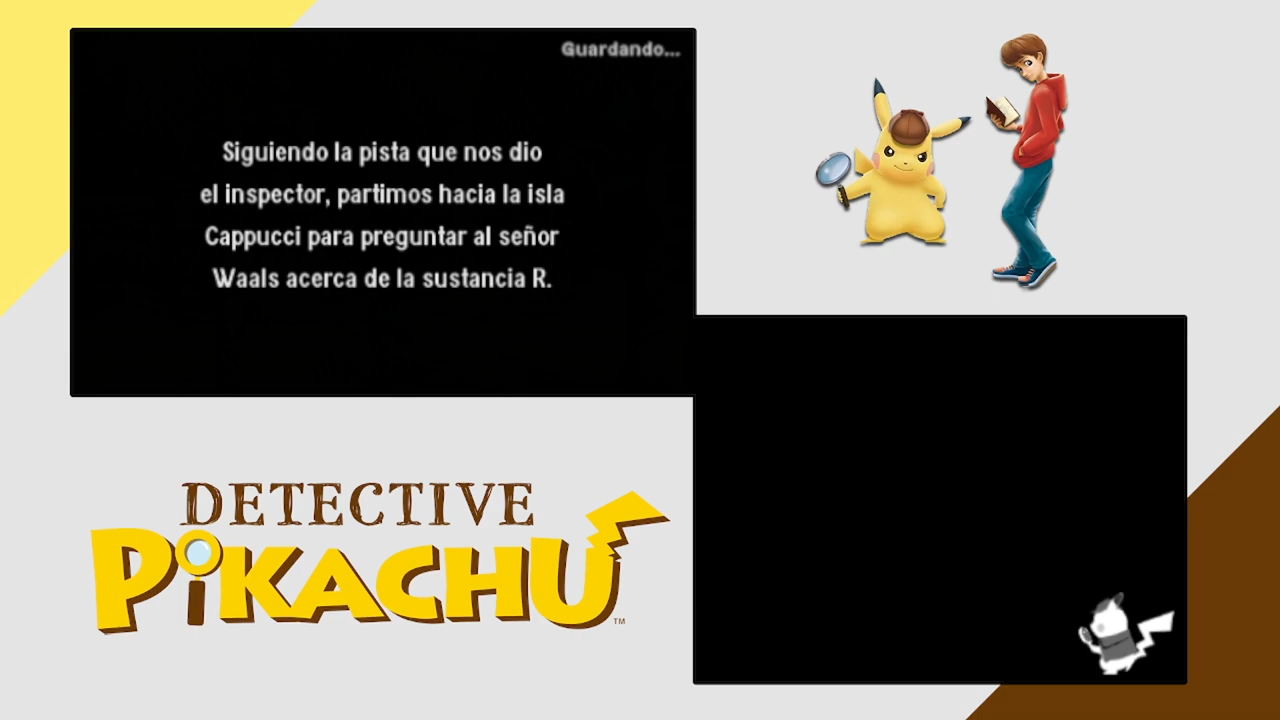 Guardando...
Siguiendo la pista que nos dio
el inspector, partimos hacia la isla
Cappucci para preguntar al señor
Waals acerca de la sustancia R.
DETECTIVE
PIKACHU™